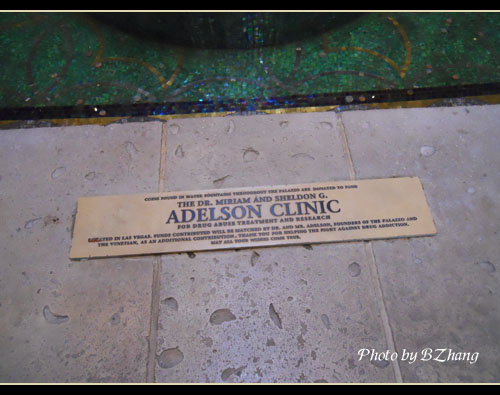 COINS FOUND IN WATER FOUNTAINS THROUGHOUT THE PALAZZO ARE DONATED TO FUND
THE DR. MIRIAM AND SHELDON G.
ADELSON CLINIC
FOR DRUG ABUSE TREATMENT AND RESEARCH
LOCATED IN LAS VEGAS. FUNDS CONTRIBUTED WILL BE MATCHED BY DR. AND MR. ADELSON, FOUNDERS OF THE PALAZZO AND
THE VENETIAN, AS AN ADDITIONAL CONTRIBUTION. THANK YOU FOR HELPING THE FIGHT AGAINST DRUG ADDICTION.
MAY ALL YOUR WISHES COME TRUE.
Photo by BZhang